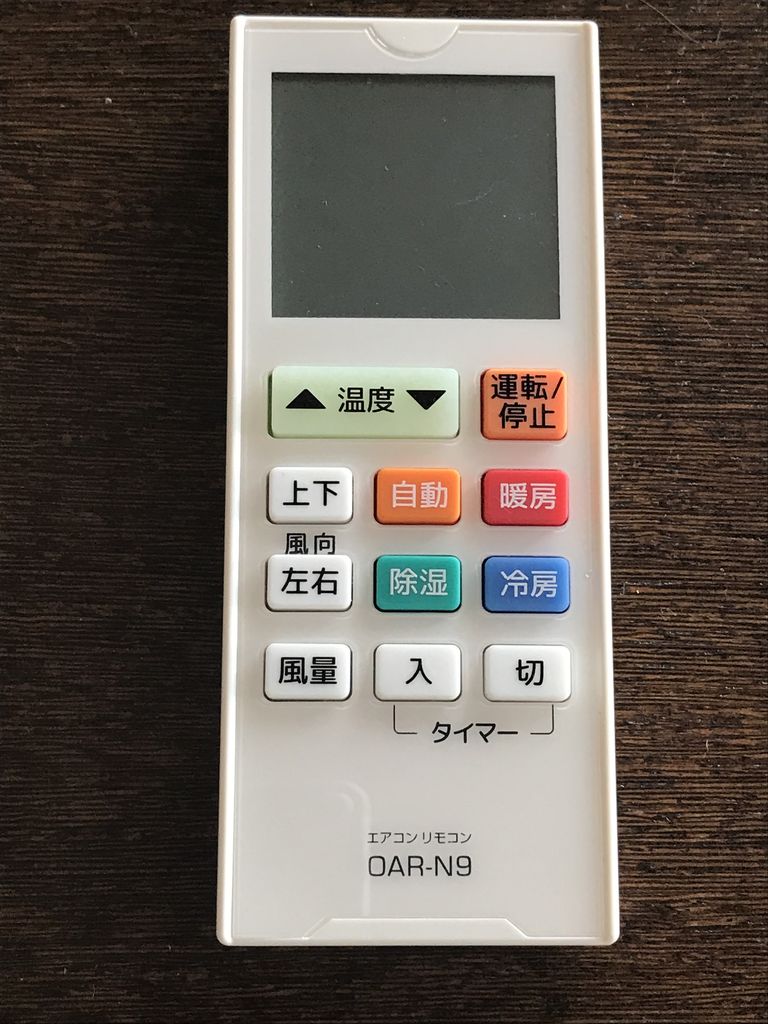 ▲ 温度 ▼
運転/
停止
上下
自動
暖房
風向
左右
除湿
冷房
風量
入
切
タイマー
エアコンリモコン
OAR-N9